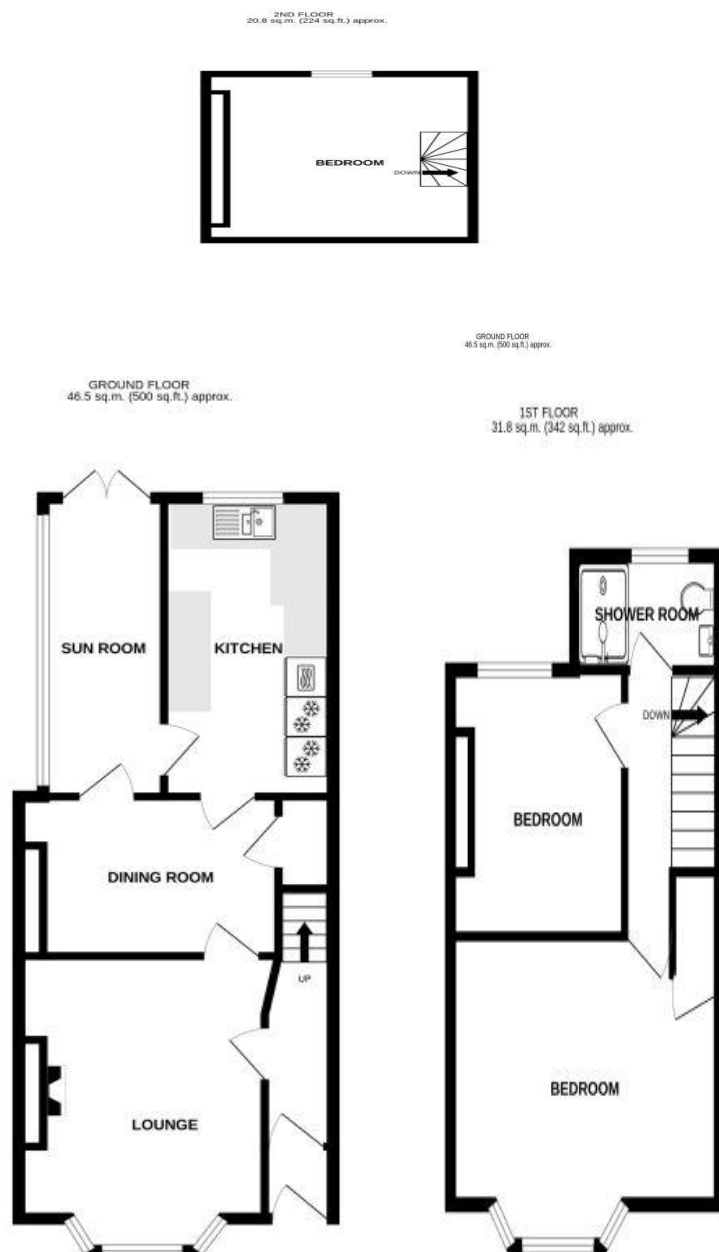 2ND FLOOR
20.8 sq.m. (224 sq.ft.) approx.
BEDROOM
DOWN
GROUND FLOOR
46.5 sq.m. (500 sq.ft.) approx.
GROUND FLOOR
46.5 sq.m. (500 sq.ft.) approx.
1ST FLOOR
31.8 sq.m. (342 sq.ft.) approx.
SUN ROOM
KITCHEN
DINING ROOM
UP
LOUNGE
SHOWER ROOM
DOWN
BEDROOM
BEDROOM